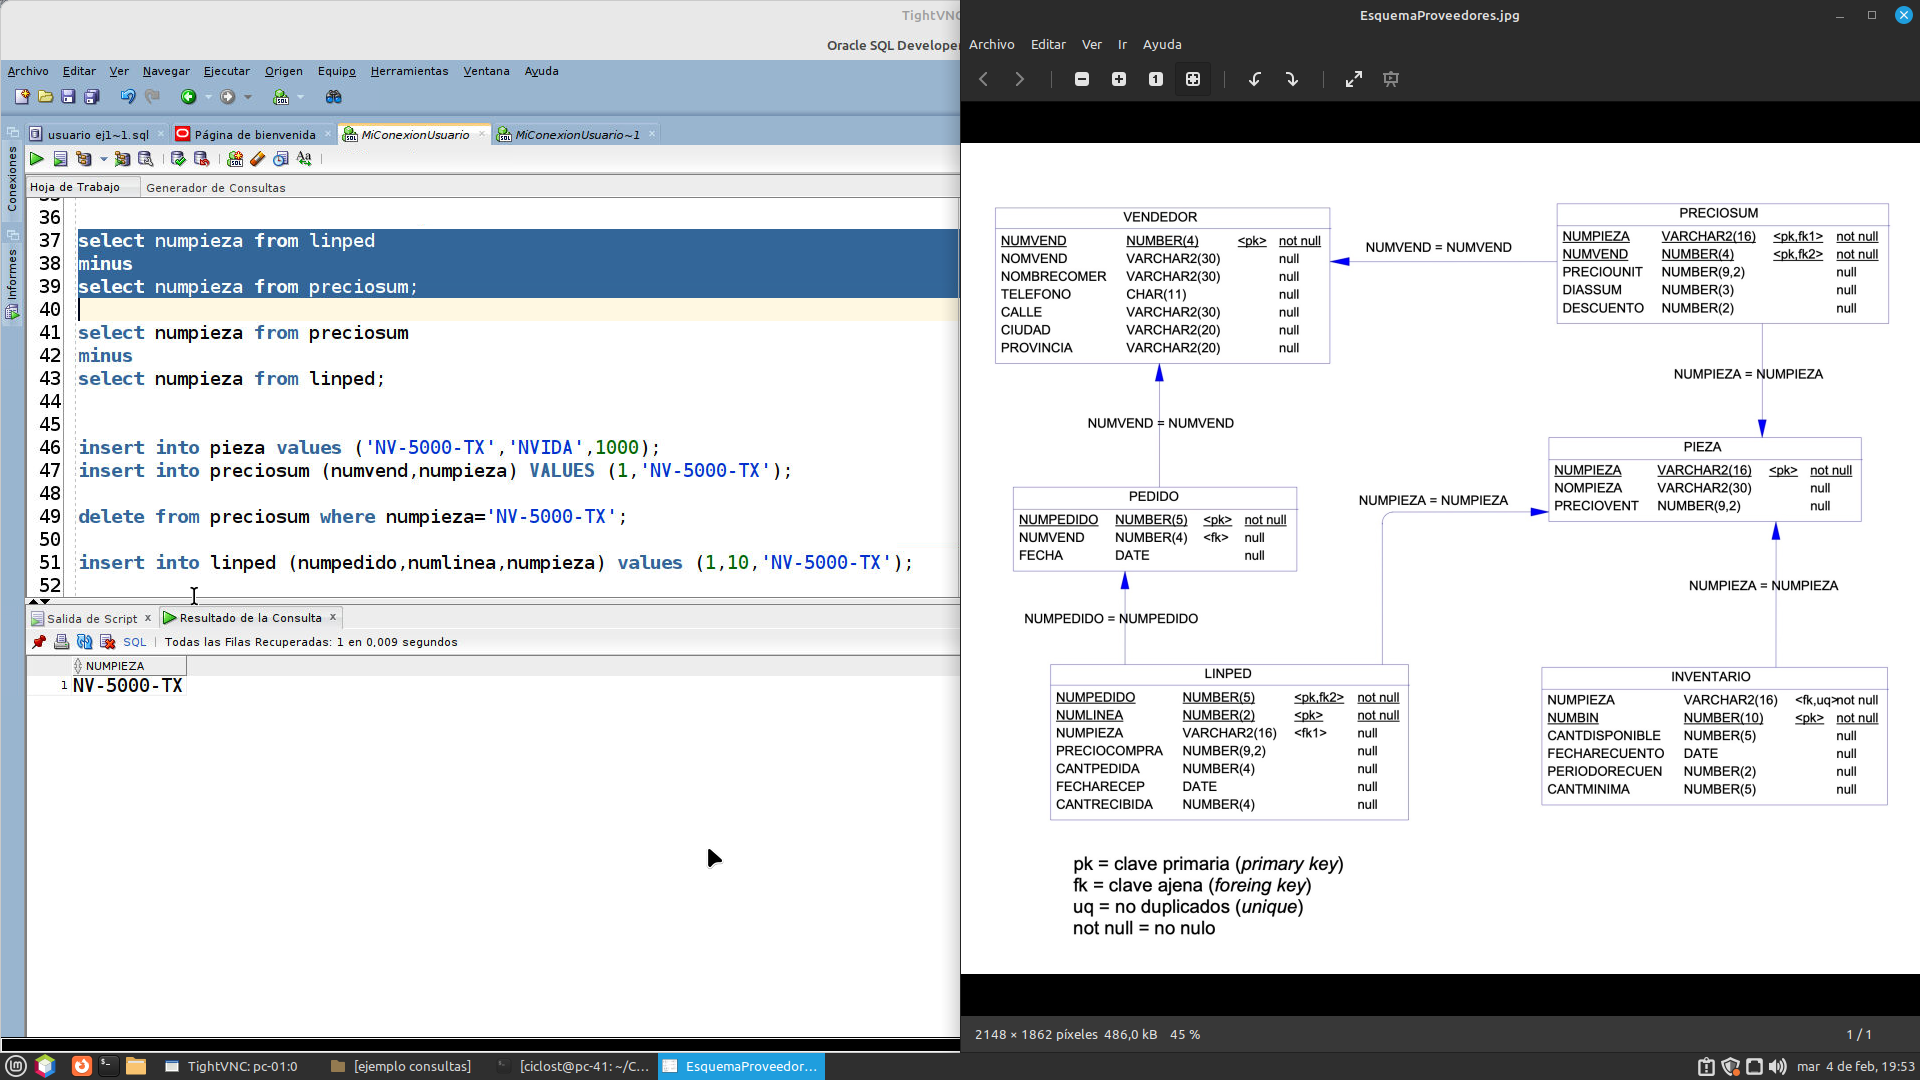 TightVNC
Oracle SQL Develope
Archivo Editar Ver Navegar Ejecutar Origen Equipo Herramientas Ventana Ayuda
usuario ej1~1.sql
Página de bienvenida
MiConexionUsuario
MiConexionUsuario~1
Conexiones
Informes
Hoja de Trabajo Generador de Consultas
35
36
37 select numpieza from linped
38 minus
39 select numpieza from preciosum;
40
41 select numpieza from preciosum
42 minus
43 select numpieza from linped;
44
45
46 insert into pieza values ('NV-5000-TX','NVIDA',1000);
47 insert into preciosum (numvend,numpieza) VALUES (1,'NV-5000-TX');
48
49 delete from preciosum where numpieza='NV-5000-TX';
50
51 insert into linped (numpedido,numlinea,numpieza) values (1,10,'NV-5000-TX');
52
Salida de Script x Resultado de la Consulta x
SQL | Todas las Filas Recuperadas: 1 en 0,009 segundos
NUMPIEZA
1 NV-5000-TX
EsquemaProveedores.jpg
Archivo Editar Ver Ir Ayuda
VENDEDOR
NUMVEND NUMBER(4) <pk> not null
NOMVEND VARCHAR2(30) null
NOMBRECOMER VARCHAR2(30) null
TELEFONO CHAR(11) null
CALLE VARCHAR2(30) null
CIUDAD VARCHAR2(20) null
PROVINCIA VARCHAR2(20) null
NUMVEND = NUMVEND
PRECIOSUM
NUMPIEZA VARCHAR2(16) <pk,fk1> not null
NUMVEND NUMBER(4) <pk,fk2> not null
PRECIOUNIT NUMBER(9,2) null
DIASSUM NUMBER(3) null
DESCUENTO NUMBER(2) null
NUMPIEZA = NUMPIEZA
NUMVEND = NUMVEND
PIEZA
NUMPIEZA VARCHAR2(16) <pk> not null
NOMPIEZA VARCHAR2(30) null
PRECIOVENT NUMBER(9,2) null
PEDIDO
NUMPEDIDO NUMBER(5) <pk> not null
NUMVEND NUMBER(4) <fk> null
FECHA DATE null
NUMPIEZA = NUMPIEZA
NUMPIEZA = NUMPIEZA
NUMPEDIDO = NUMPEDIDO
LINPED
NUMPEDIDO NUMBER(5) <pk,fk2> not null
NUMLINEA NUMBER(2) <pk> not null
NUMPIEZA VARCHAR2(16) <fk1> null
PRECIOCOMPRA NUMBER(9,2) null
CANTPEDIDA NUMBER(4) null
FECHARECEP DATE null
CANTRECIBIDA NUMBER(4) null
INVENTARIO
NUMPIEZA VARCHAR2(16) <fk,uq>not null
NUMBIN NUMBER(10) <pk> not null
CANTDISPONIBLE NUMBER(5) null
FECHARECUENTO DATE null
PERIODORECUEN NUMBER(2) null
CANTMINIMA NUMBER(5) null
pk = clave primaria (primary key)
fk = clave ajena (foreing key)
uq = no duplicados (unique)
not null = no nulo
2148 × 1862 píxeles 486,0 kB 45 %
1 / 1
TightVNC: pc-01:0
[ejemplo consultas]
[ciclost@pc-41: ~/C...
EsquemaProveedor...
mar 4 de feb, 19:53